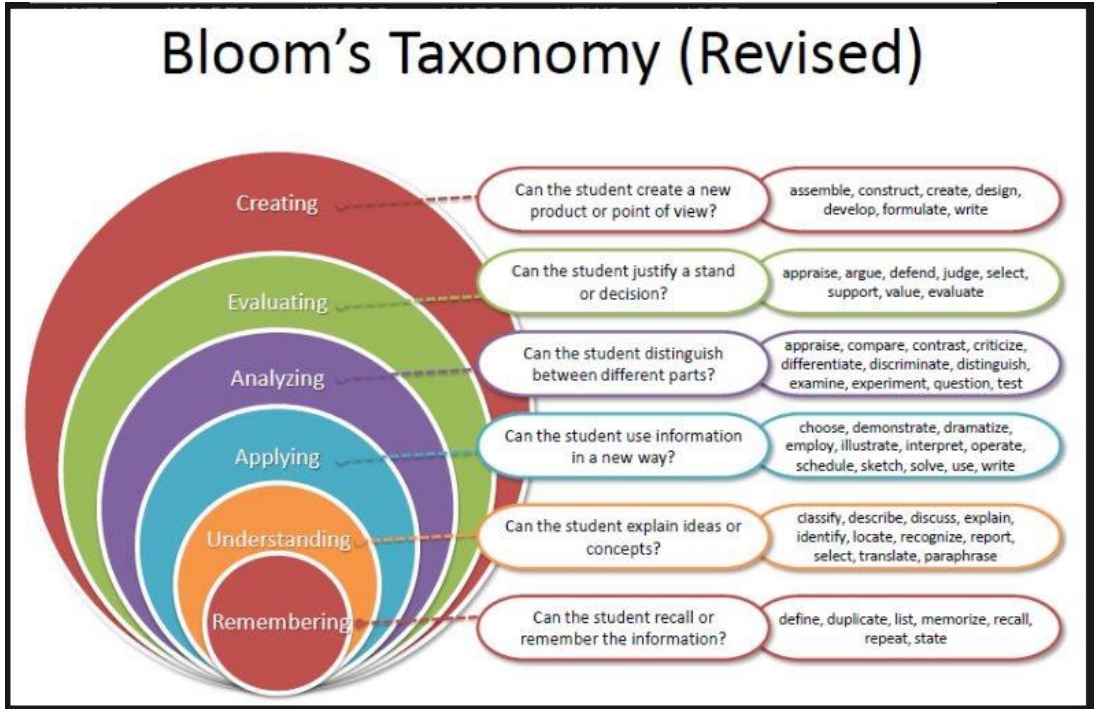 Bloom's Taxonomy (Revised)
Creating
Can the student create a new
product or point of view?
assemble, construct, create, design,
develop, formulate, write
Evaluating
Can the student justify a stand
or decision?
appraise, argue, defend, judge, select,
support, value, evaluate
Analyzing
Can the student distinguish
between different parts?
appraise, compare, contrast, criticize,
differentiate, discriminate, distinguish,
examine, experiment, question, test
Applying
Can the student use information
in a new way?
choose, demonstrate, dramatize,
employ, illustrate, interpret, operate,
schedule, sketch, solve, use, write
Understanding
Can the student explain ideas or
concepts?
classify, describe, discuss, explain,
identify, locate, recognize, report,
select, translate, paraphrase
Remembering
Can the student recall or
remember the information?
define, duplicate, list, memorize, recall,
repeat, state